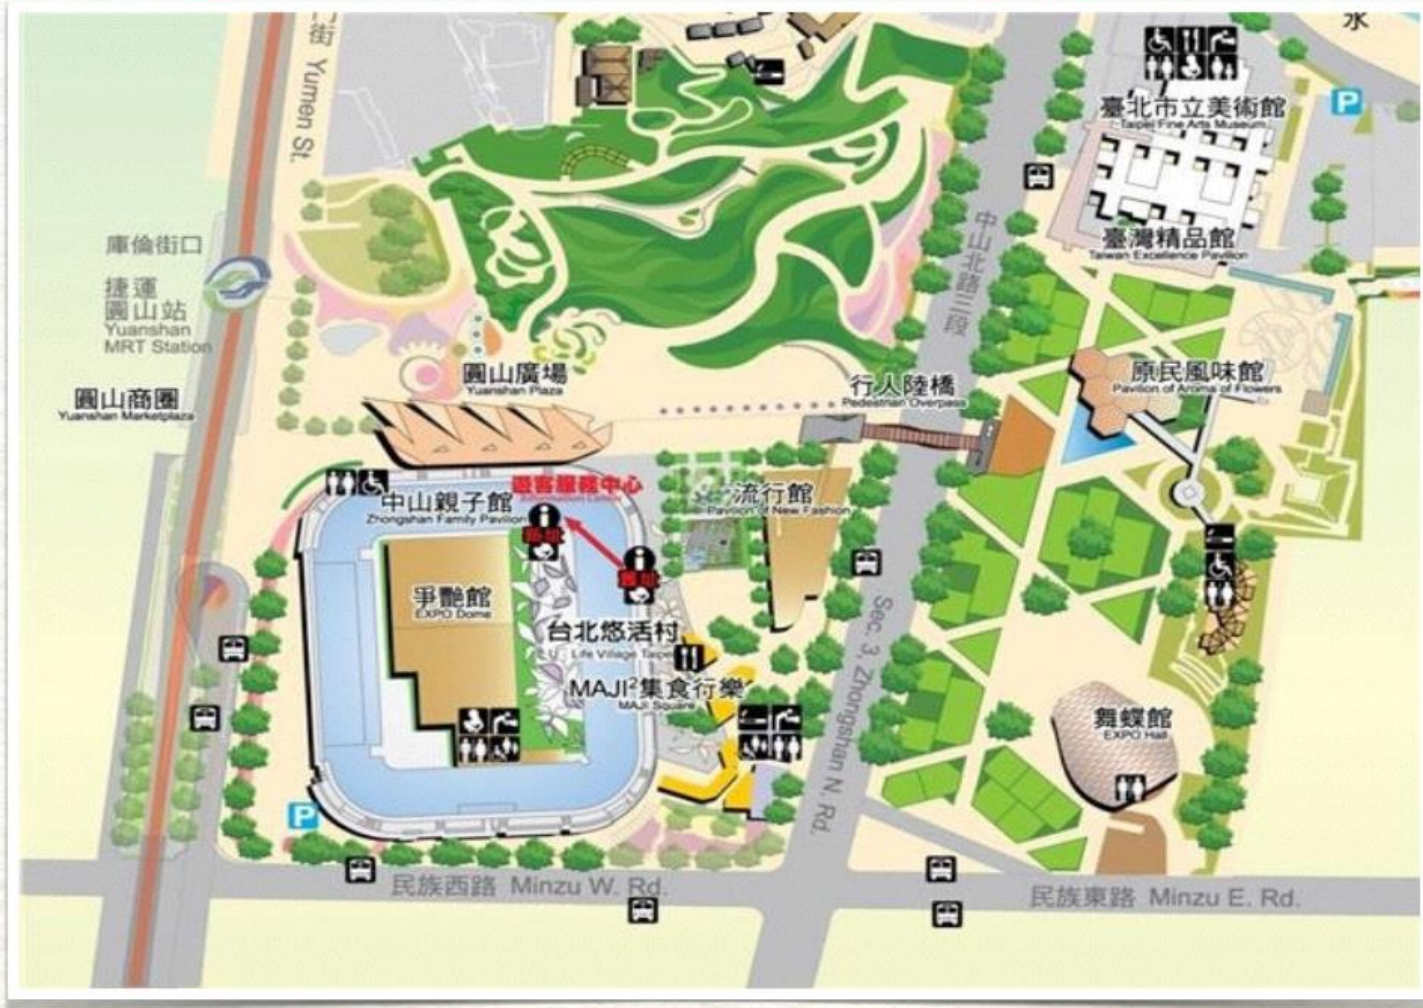 街 Yumen St.
水
P
臺北市立美術館
Taipei Fine Arts Museum
臺灣精品館
Taiwan Excellence Pavilion
中山北路三段
庫倫街口
捷運
圓山站
Yuanshan
MRT Station
圓山商圈
Yuanshan Marketplaza
圓山廣場
Yuanshan Plaza
行人陸橋
Pedestrian Overpass
原民風味館
Pavilion of Aroma of Flowers
遊客服務中心
中山親子館
Zhongshan Family Pavilion
i
新址
i
舊址
流行館
Pavilion of New Fashion
爭艷館
EXPO Dome
台北悠活村
Life Village Taipei
MAJI²集食行樂
MAJI Square
舞蝶館
EXPO Hall
Sec. 3, Zhongshan N. Rd.
P
民族西路 Minzu W. Rd.
民族東路 Minzu E. Rd.